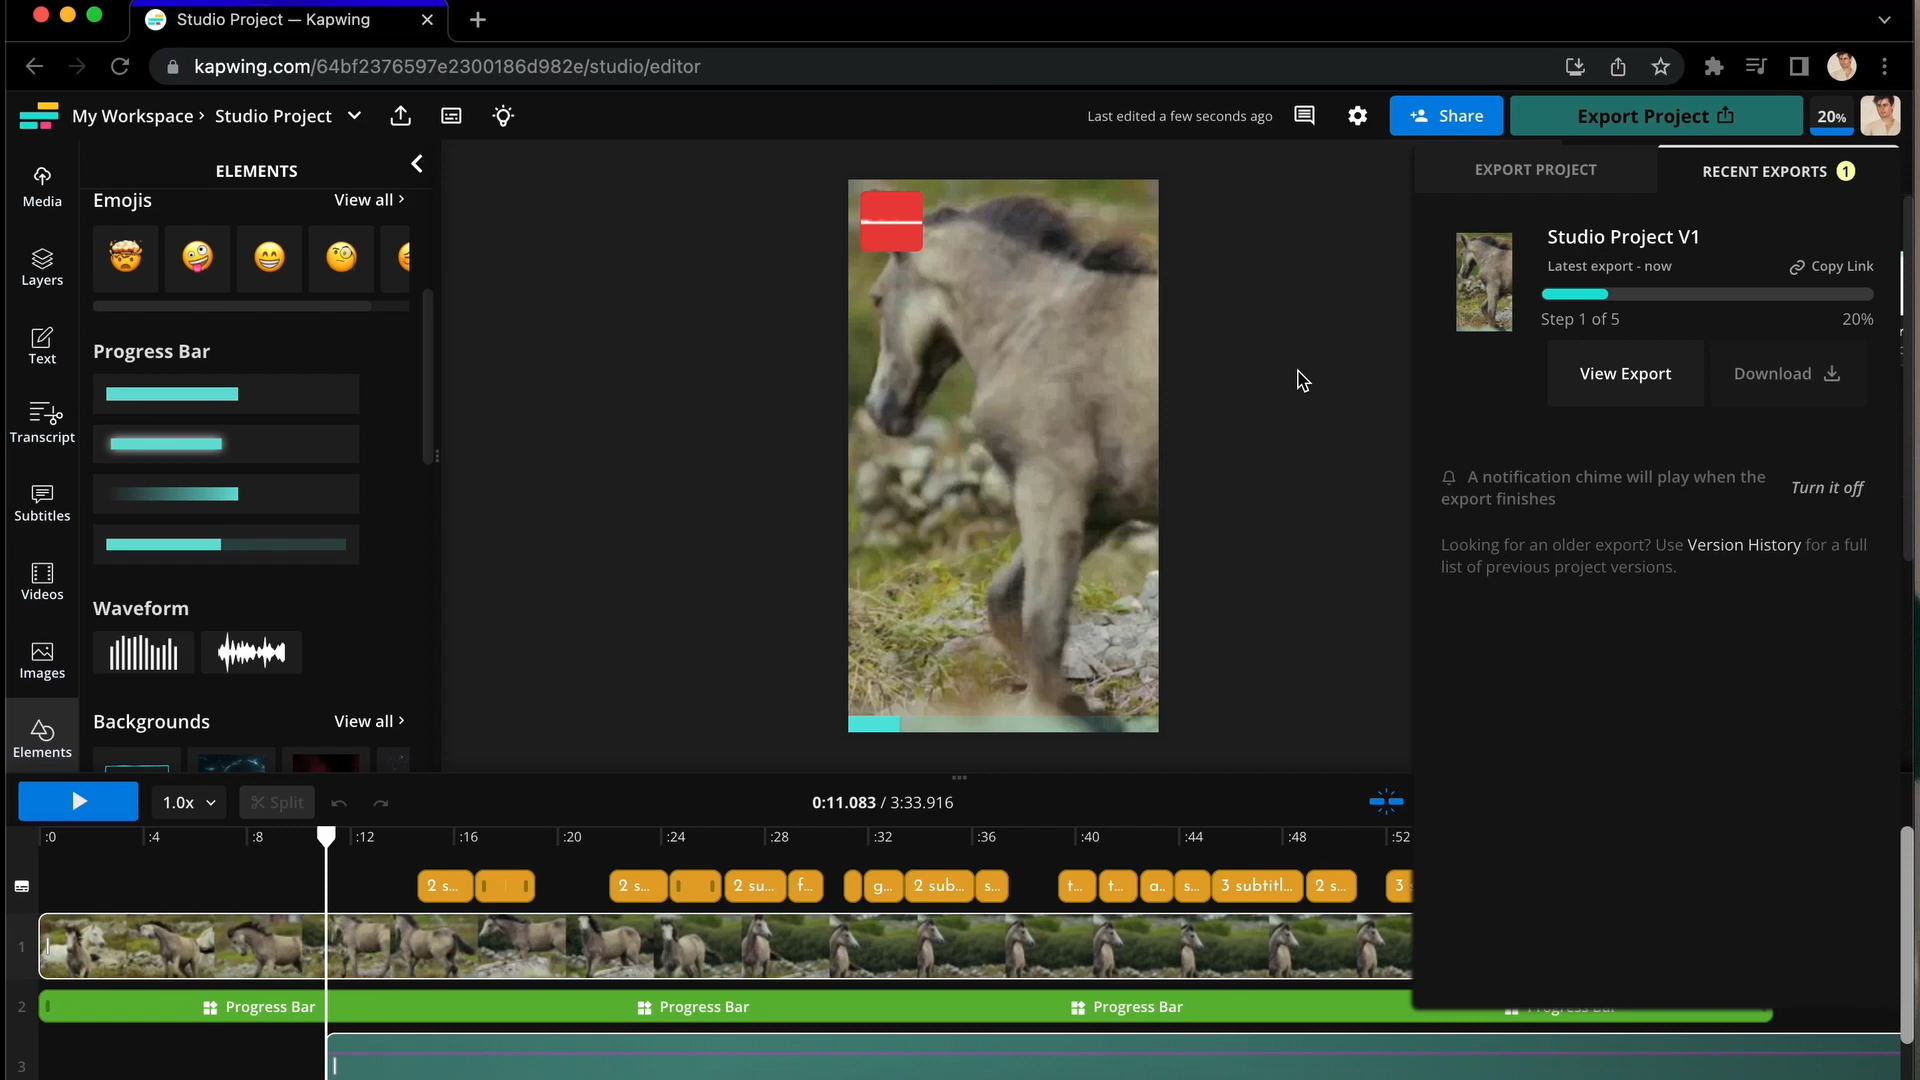 Studio Project — Kapwing
kapwing.com/64bf2376597e2300186d982e/studio/editor
My Workspace › Studio Project
Last edited a few seconds ago
Share
Export Project
20%
Media
Layers
Text
Transcript
Subtitles
Videos
Images
Elements
ELEMENTS
Emojis
View all ›
Progress Bar
Waveform
Backgrounds
View all ›
EXPORT PROJECT
RECENT EXPORTS 1
Studio Project V1
Latest export - now
Copy Link
Step 1 of 5
20%
View Export
Download
A notification chime will play when the
export finishes
Turn it off
Looking for an older export? Use Version History for a full
list of previous project versions.
1.0x
Split
0:11.083 / 3:33.916
:0 :4 :8 :12 :16 :20 :24 :28 :32 :36 :40 :44 :48 :52
2 s... 2 s... 2 su... f... g... 2 sub... s... t... t... a.. s... 3 subtitl... 2 s... 3
1
2
Progress Bar Progress Bar Progress Bar Progress Bar
3